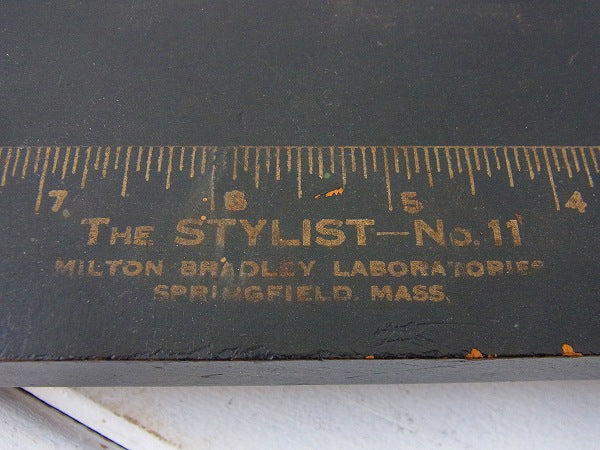 7 6 5 4
THE STYLIST—No. 11
MILTON BRADLEY LABORATORIES
SPRINGFIELD. MASS.